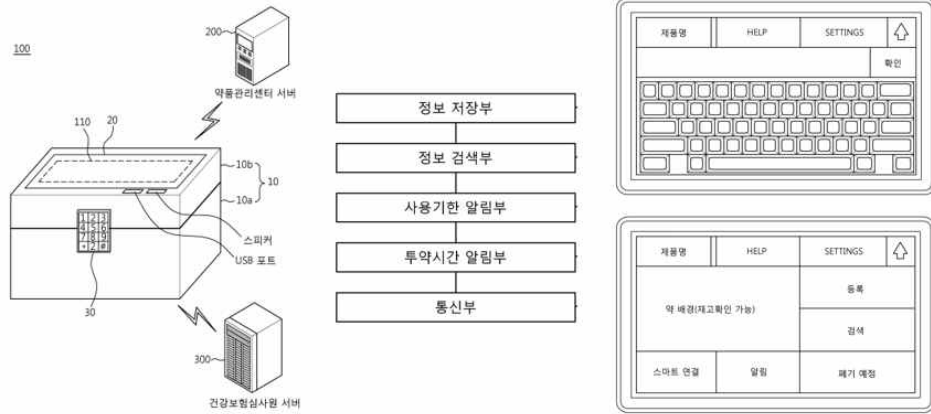 100
200
약품관리센터 서버
110
20
10b
10
10a
1 2 3
4 5 6
7 8 9
* 2 #
스피커
USB 포트
30
300
건강보험심사원 서버
정보 저장부
정보 검색부
사용기한 알림부
투약시간 알림부
통신부
제품명 HELP SETTINGS
확인
제품명 HELP SETTINGS
약 배경(재고확인 가능)
등록
검색
스마트 연결 알림 폐기 예정